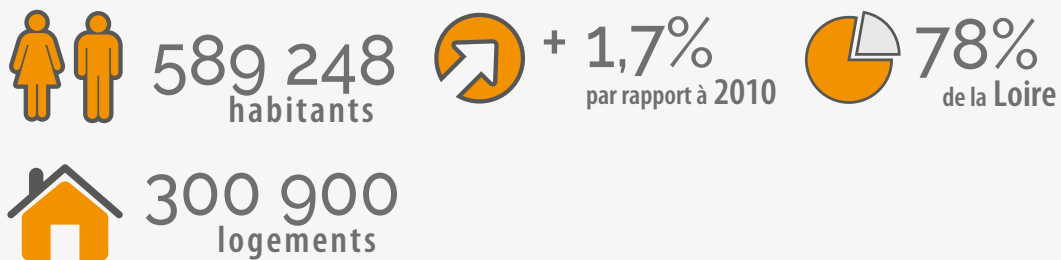 589 248
habitants
+ 1,7%
par rapport à 2010
78%
de la Loire
300 900
logements